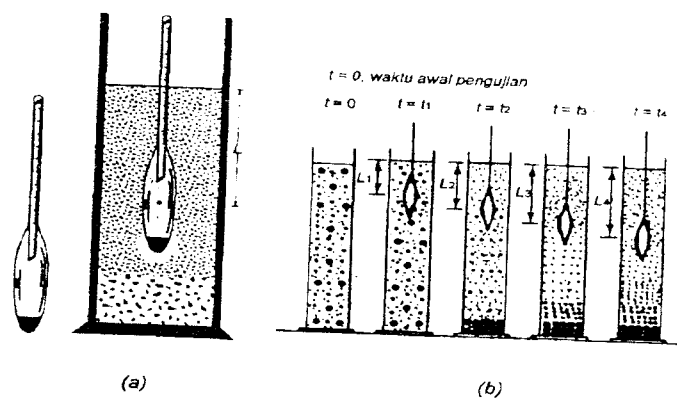 t = 0, waktu awal pengujian
t = 0 t = t1 t = t2 t = t3 t = t4
L
L1 L2 L3 L4
(a) (b)